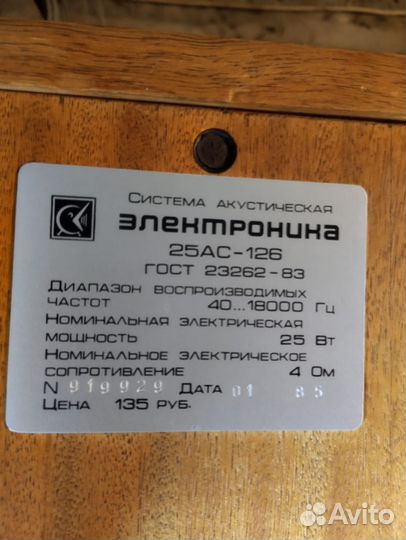 Система акустическая
электроника
25АС-126
ГОСТ 23262-83
Диапазон воспроизводимых
частот 40...18000 Гц
Номинальная электрическая
мощность 25 Вт
Номинальное электрическое
сопротивление 4 Ом
N 919929 Дата 01 85
Цена 135 руб.
Avito